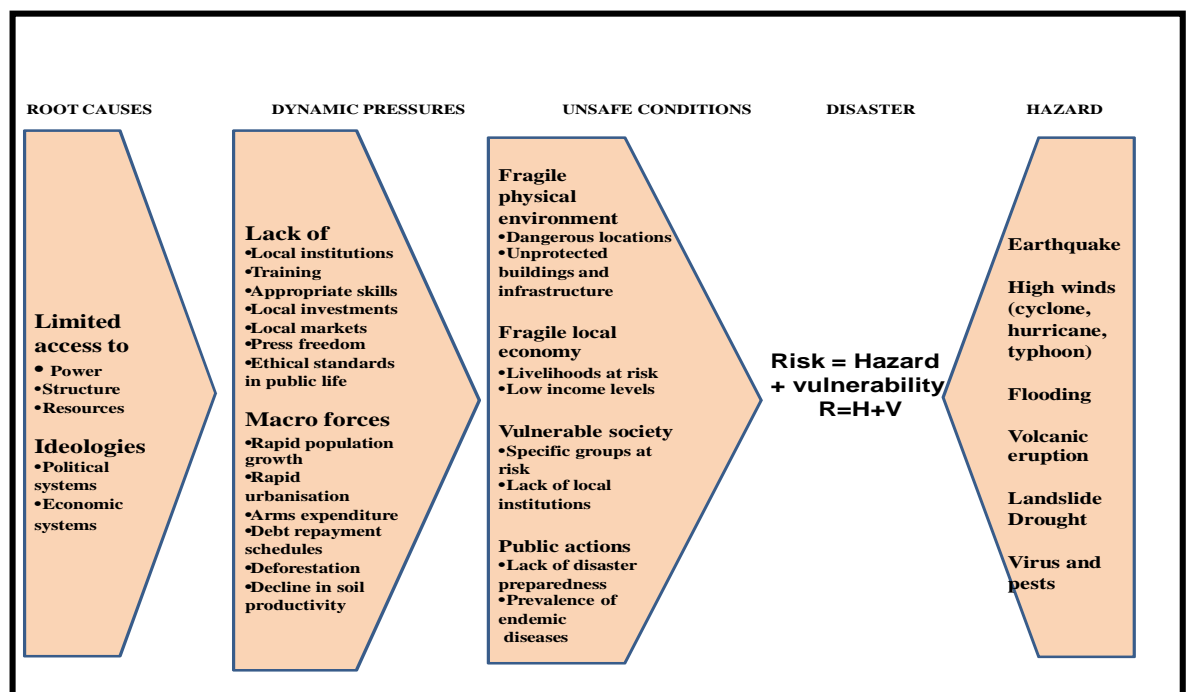 ROOT CAUSES
DYNAMIC PRESSURES
UNSAFE CONDITIONS
DISASTER
HAZARD
Limited
access to
• Power
•Structure
•Resources
Ideologies
•Political
systems
•Economic
systems
Lack of
•Local institutions
•Training
•Appropriate skills
•Local investments
•Local markets
•Press freedom
•Ethical standards
in public life
Macro forces
•Rapid population
growth
•Rapid
urbanisation
•Arms expenditure
•Debt repayment
schedules
•Deforestation
•Decline in soil
productivity
Fragile
physical
environment
•Dangerous locations
•Unprotected
buildings and
infrastructure
Fragile local
economy
•Livelihoods at risk
•Low income levels
Vulnerable society
•Specific groups at
risk
•Lack of local
institutions
Public actions
•Lack of disaster
preparedness
•Prevalence of
endemic
diseases
Risk = Hazard
+ vulnerability
R=H+V
Earthquake
High winds
(cyclone,
hurricane,
typhoon)
Flooding
Volcanic
eruption
Landslide
Drought
Virus and
pests